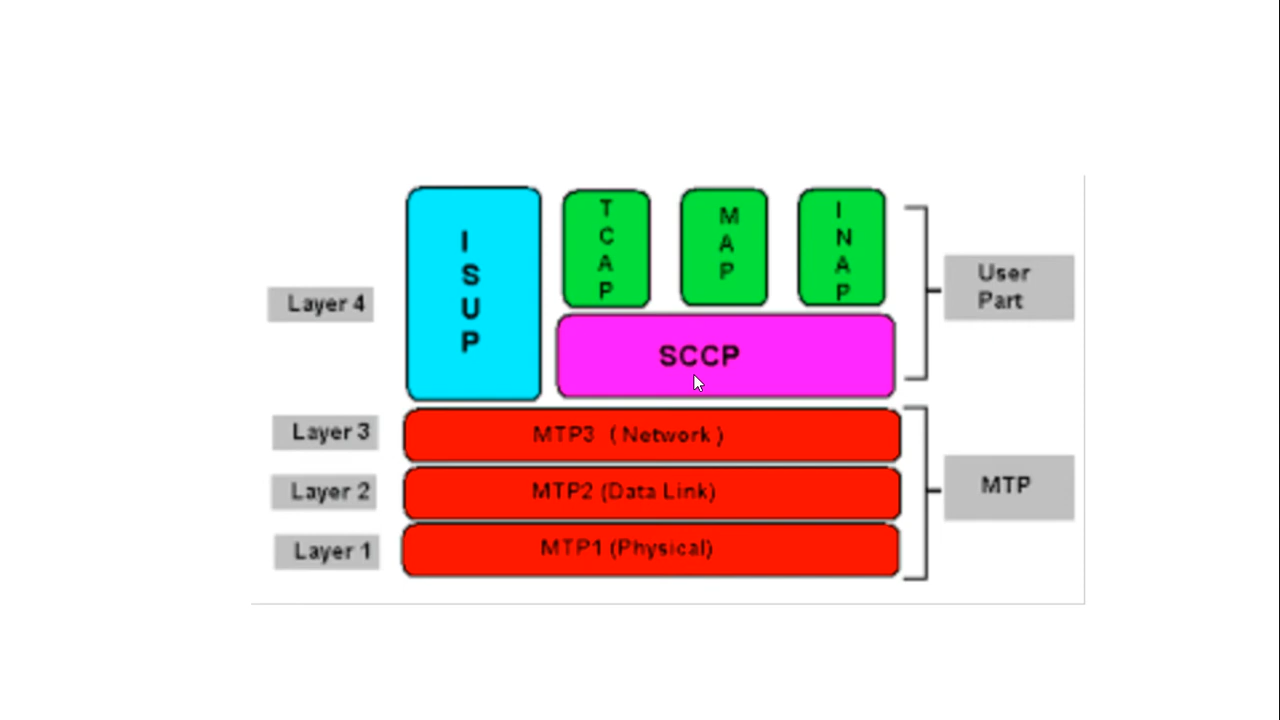 Layer 4
ISUP
TCAP
MAP
INAP
SCCP
User
Part
Layer 3
MTP3 ( Network )
Layer 2
MTP2 (Data Link)
MTP
Layer 1
MTP1 (Physical)